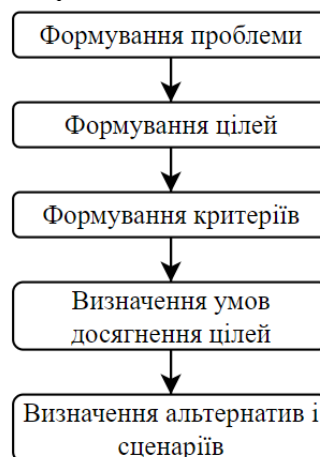 Формування проблеми
Формування цілей
Формування критеріїв
Визначення умов
досягнення цілей
Визначення альтернатив і
сценаріїв